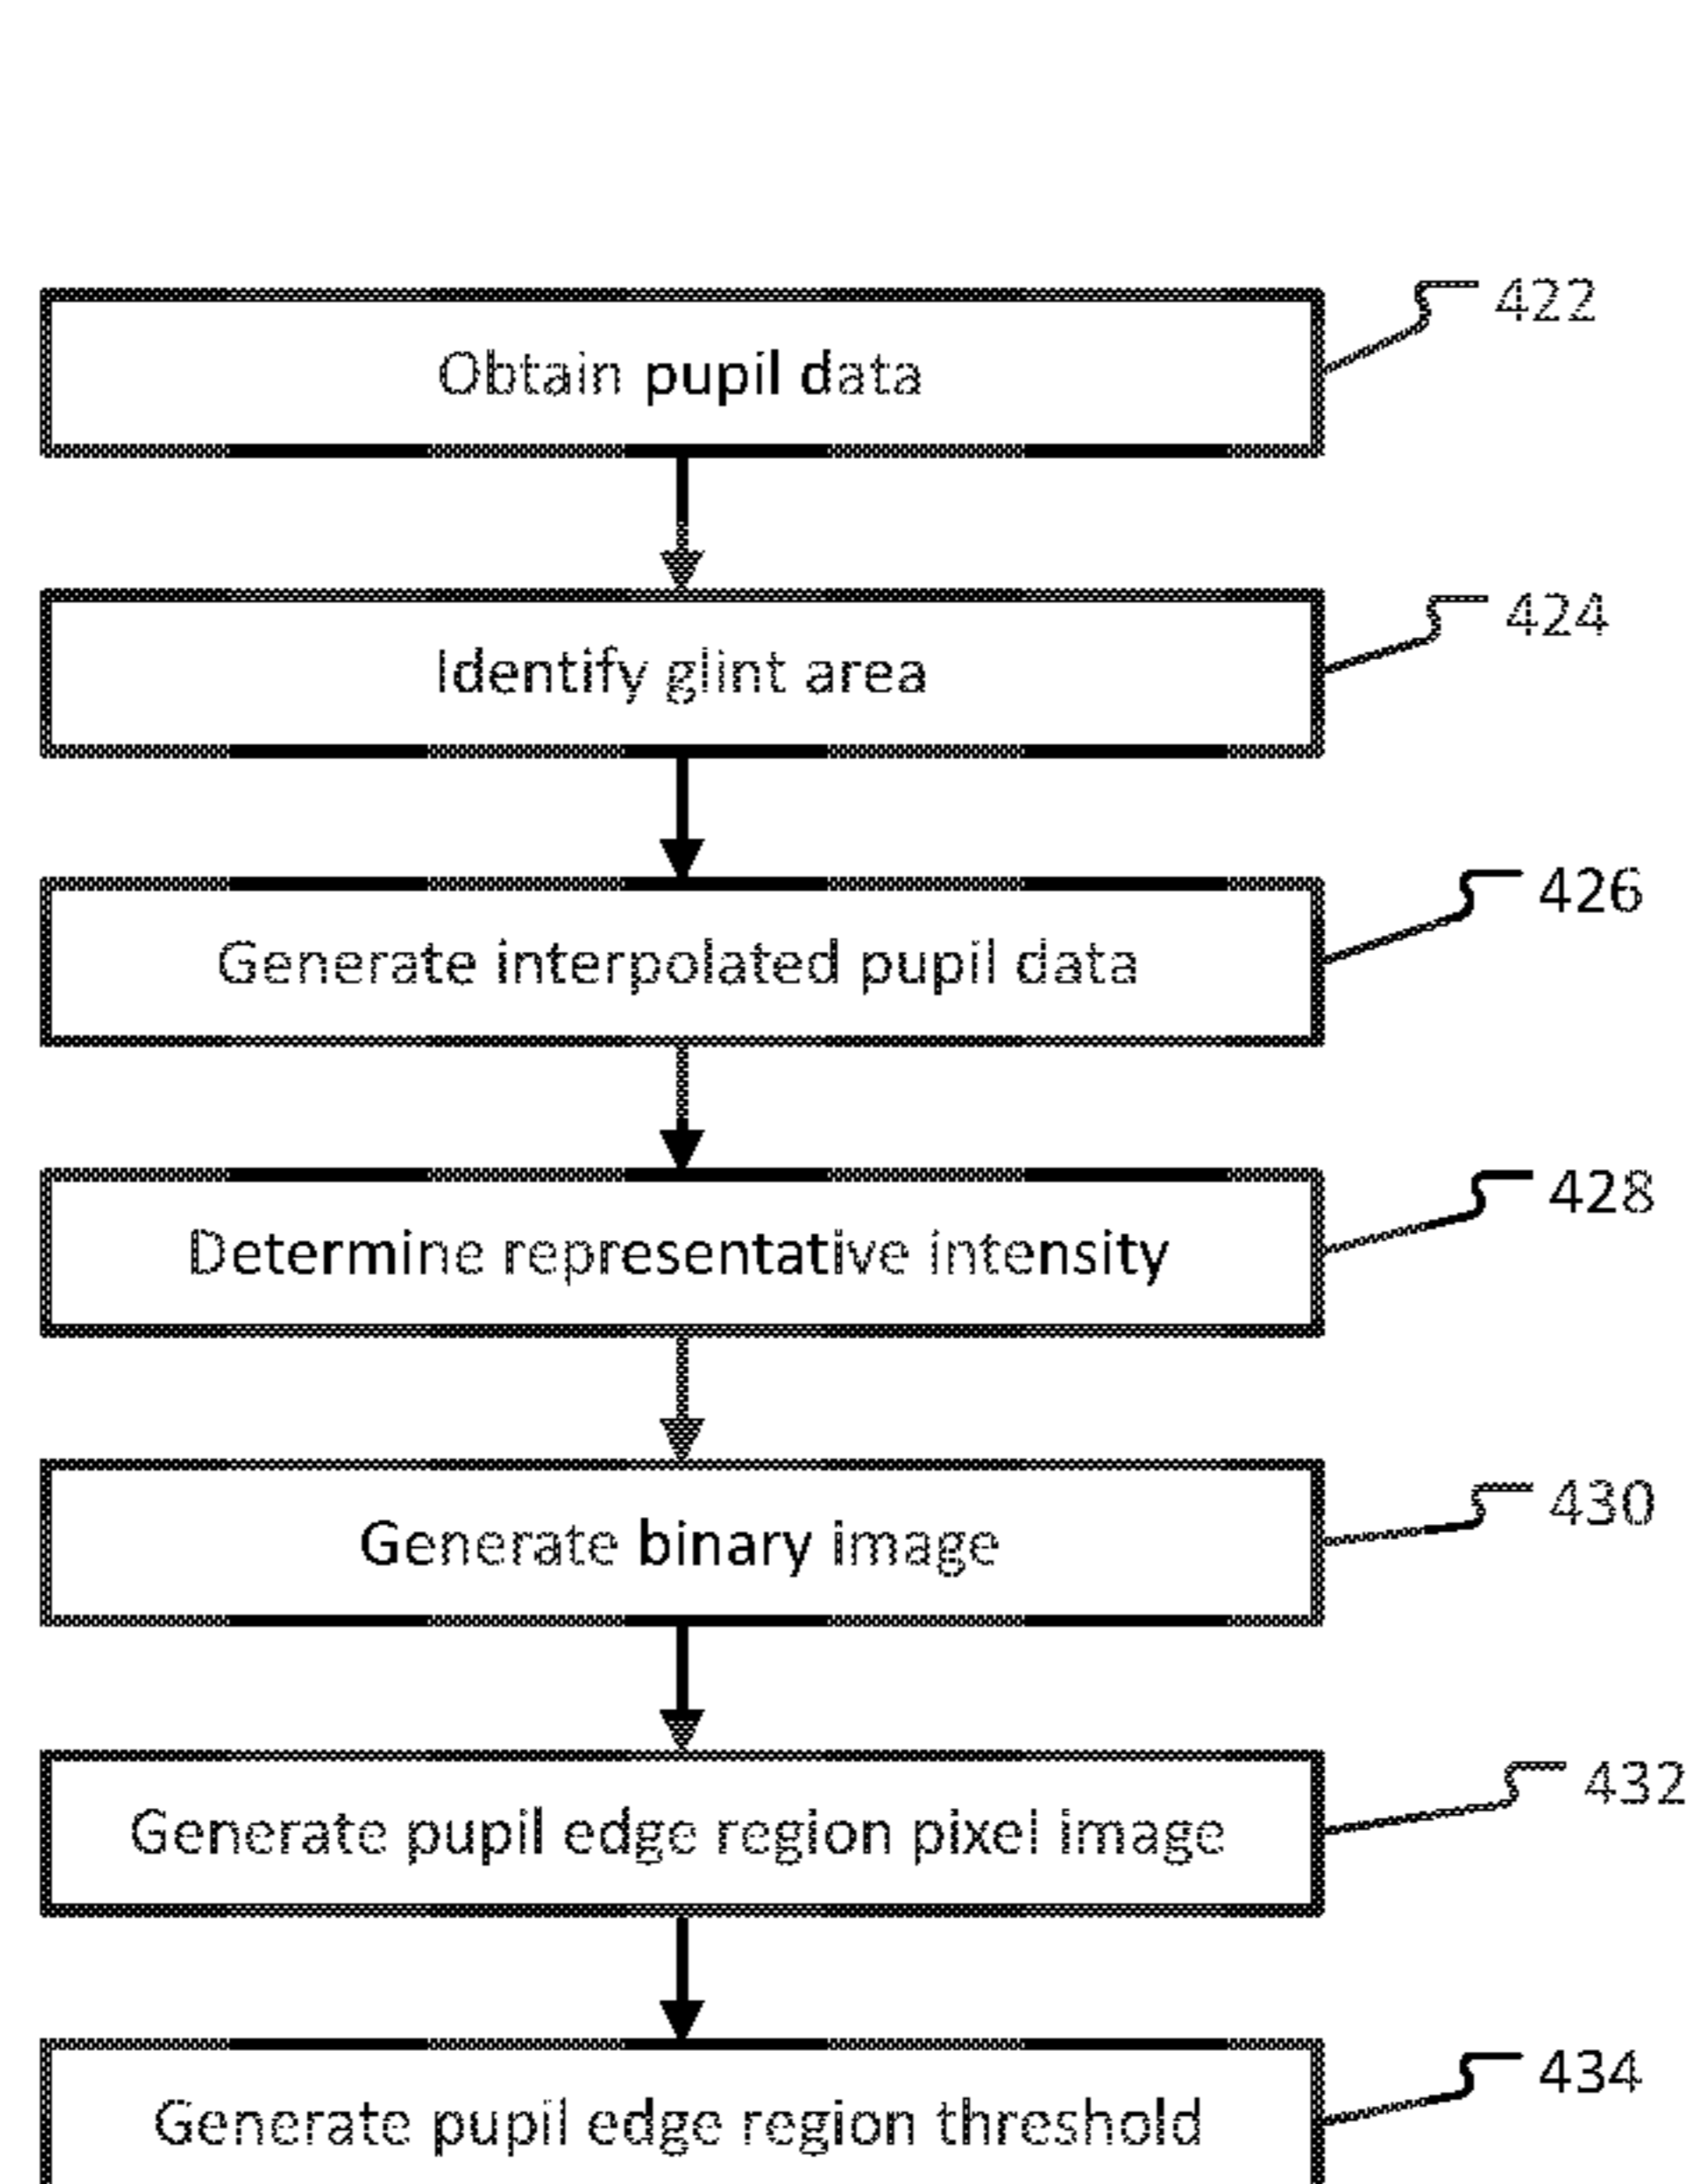 Obtain pupil data
422
Identify glint area
424
Generate interpolated pupil data
426
Determine representative intensity
428
Generate binary image
430
Generate pupil edge region pixel image
432
Generate pupil edge region threshold
434